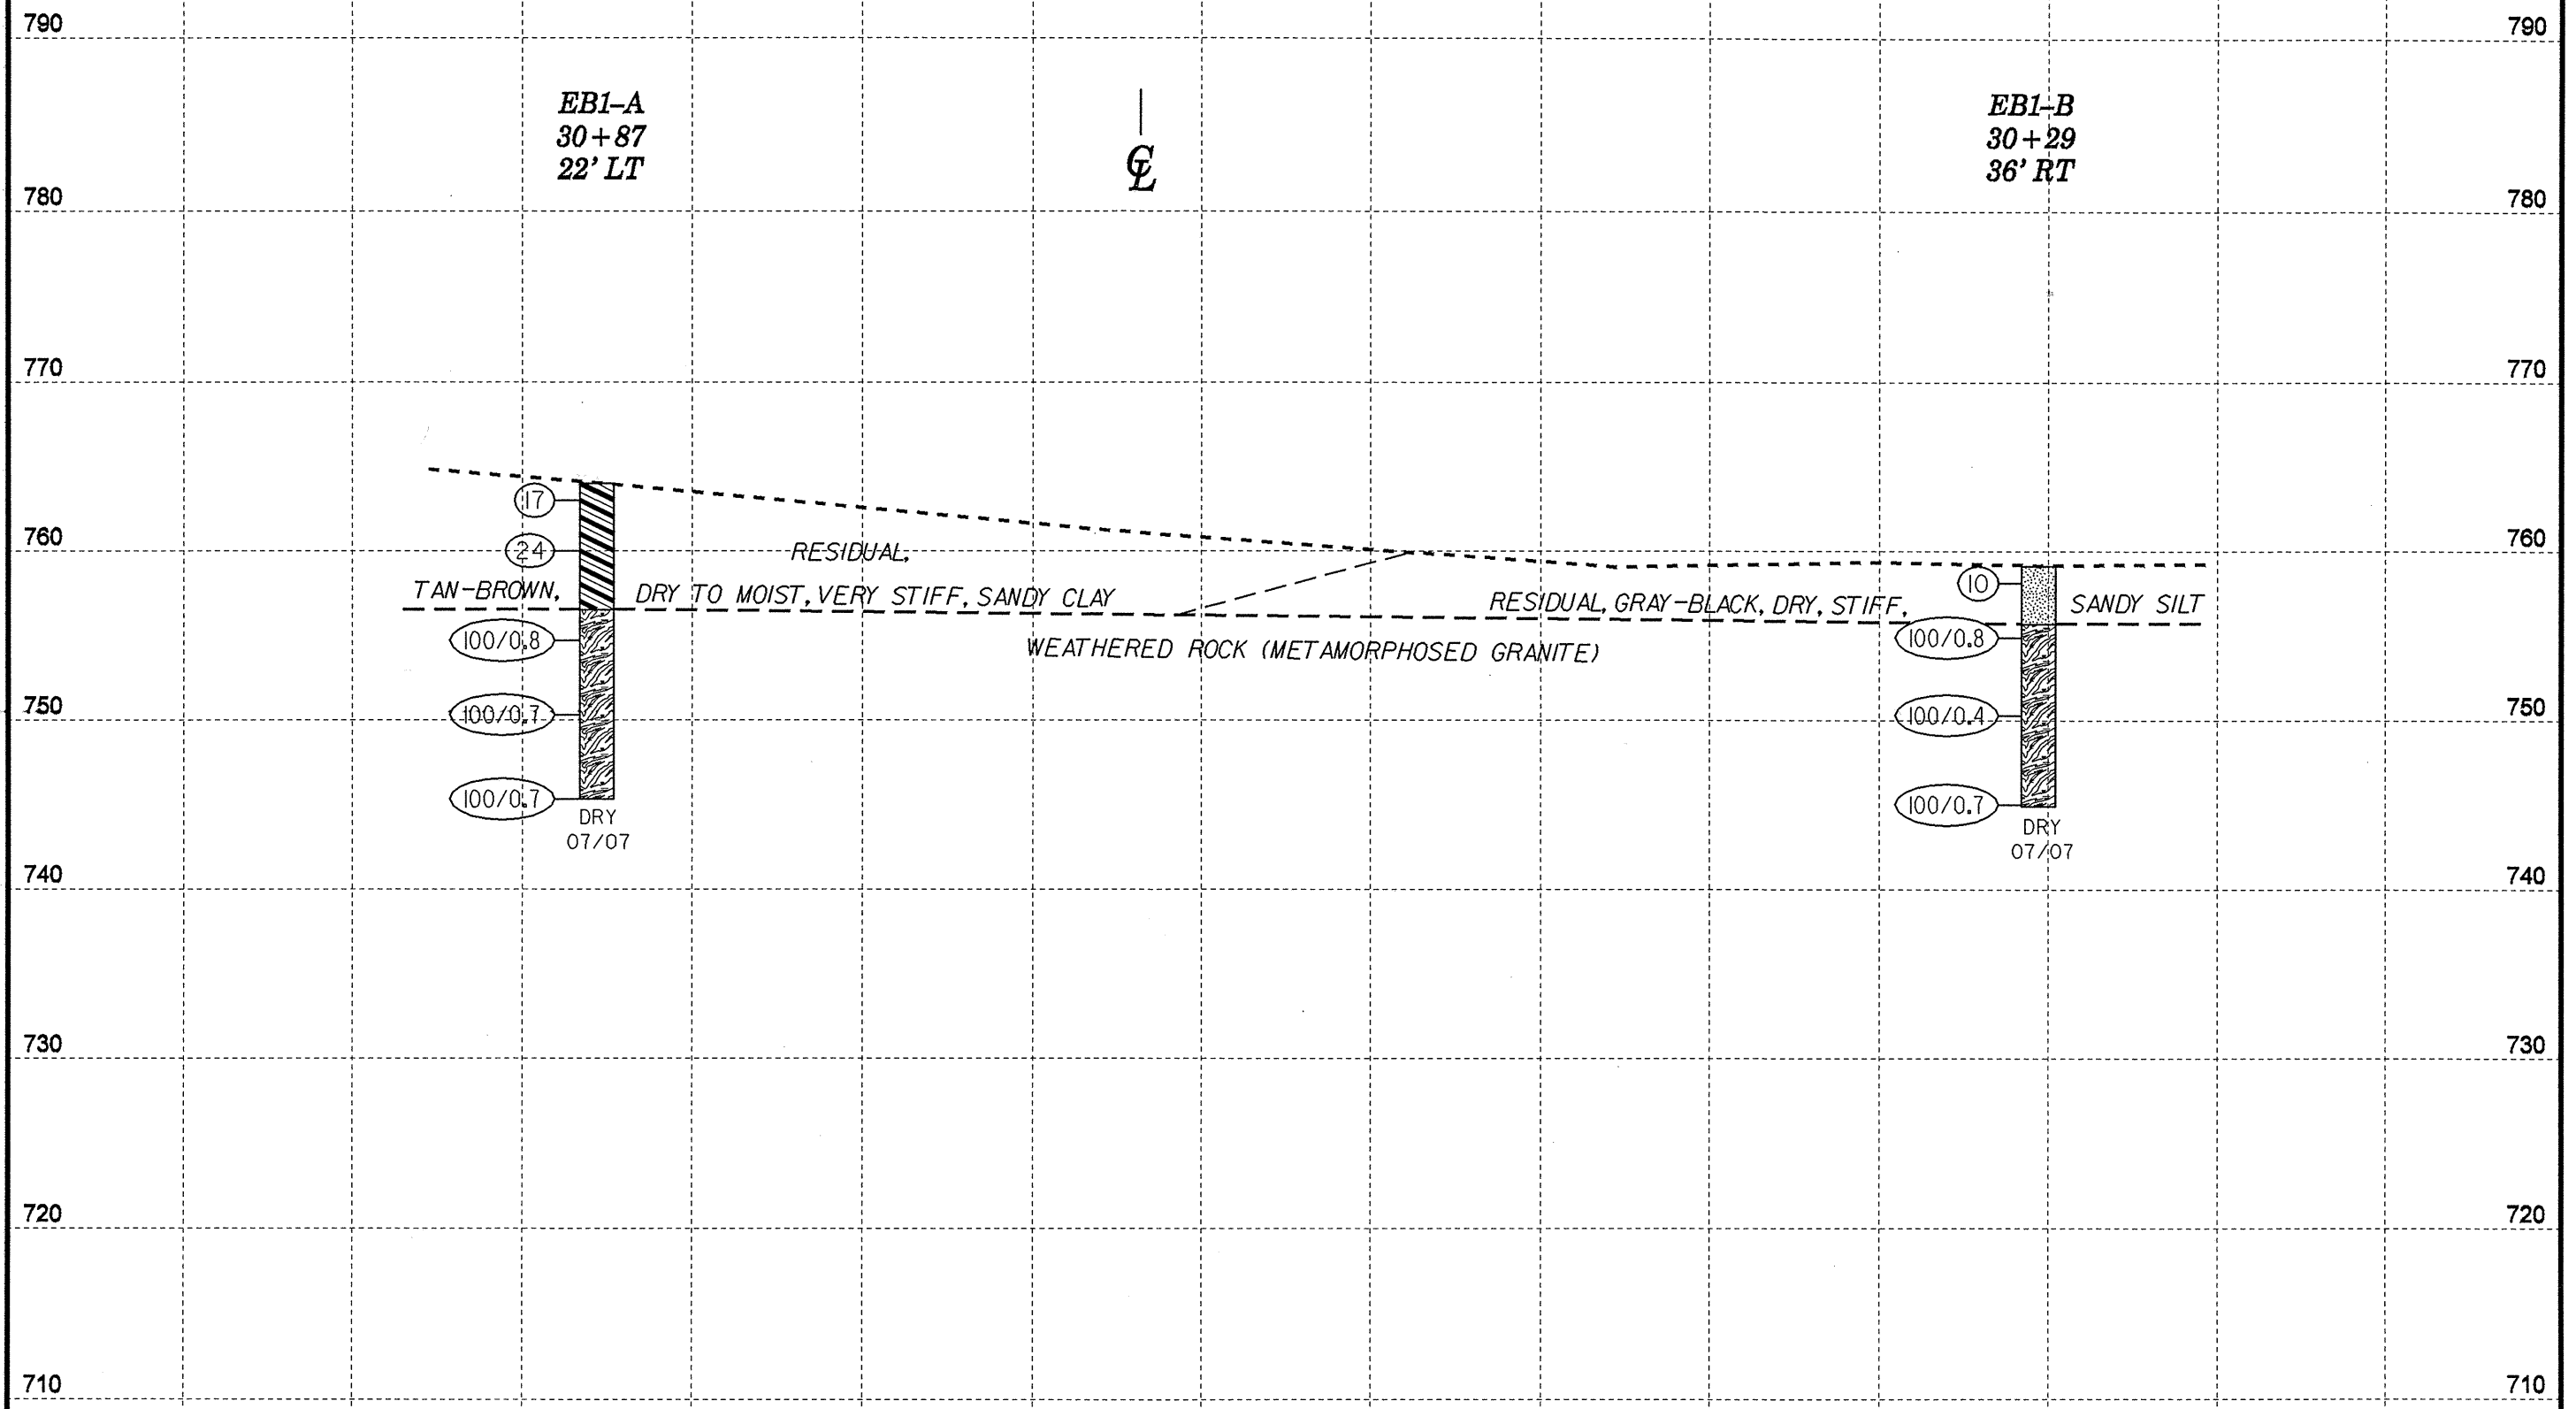 790 790
EB1-A
30+87
22' LT
℄
EB1-B
30+29
36' RT
780 780
770 770
17
760 760
24
RESIDUAL,
10
TAN-BROWN, DRY TO MOIST, VERY STIFF, SANDY CLAY
RESIDUAL, GRAY-BLACK, DRY, STIFF, SANDY SILT
100/0.8
WEATHERED ROCK (METAMORPHOSED GRANITE)
100/0.8
750 750
100/0.7
100/0.4
100/0.7
100/0.7
DRY
07/07
DRY
07/07
740 740
730 730
720 720
710 710